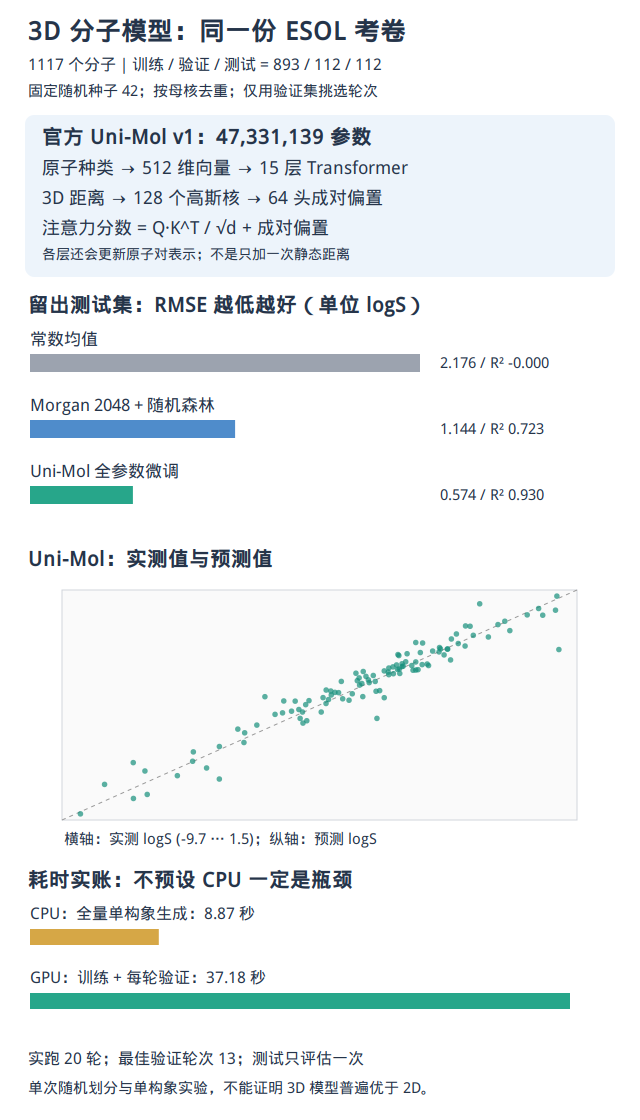 3D 分子模型：同一份 ESOL 考卷
1117 个分子 | 训练 / 验证 / 测试 = 893 / 112 / 112
固定随机种子 42；按母核去重；仅用验证集挑选轮次
官方 Uni-Mol v1：47,331,139 参数
原子种类 → 512 维向量 → 15 层 Transformer
3D 距离 → 128 个高斯核 → 64 头成对偏置
注意力分数 = Q·K^T / √d + 成对偏置
各层还会更新原子对表示；不是只加一次静态距离
留出测试集：RMSE 越低越好（单位 logS）
常数均值
2.176 / R² -0.000
Morgan 2048 + 随机森林
1.144 / R² 0.723
Uni-Mol 全参数微调
0.574 / R² 0.930
Uni-Mol：实测值与预测值
横轴：实测 logS (-9.7 … 1.5)；纵轴：预测 logS
耗时实账：不预设 CPU 一定是瓶颈
CPU：全量单构象生成：8.87 秒
GPU：训练 + 每轮验证：37.18 秒
实跑 20 轮；最佳验证轮次 13；测试只评估一次
单次随机划分与单构象实验，不能证明 3D 模型普遍优于 2D。